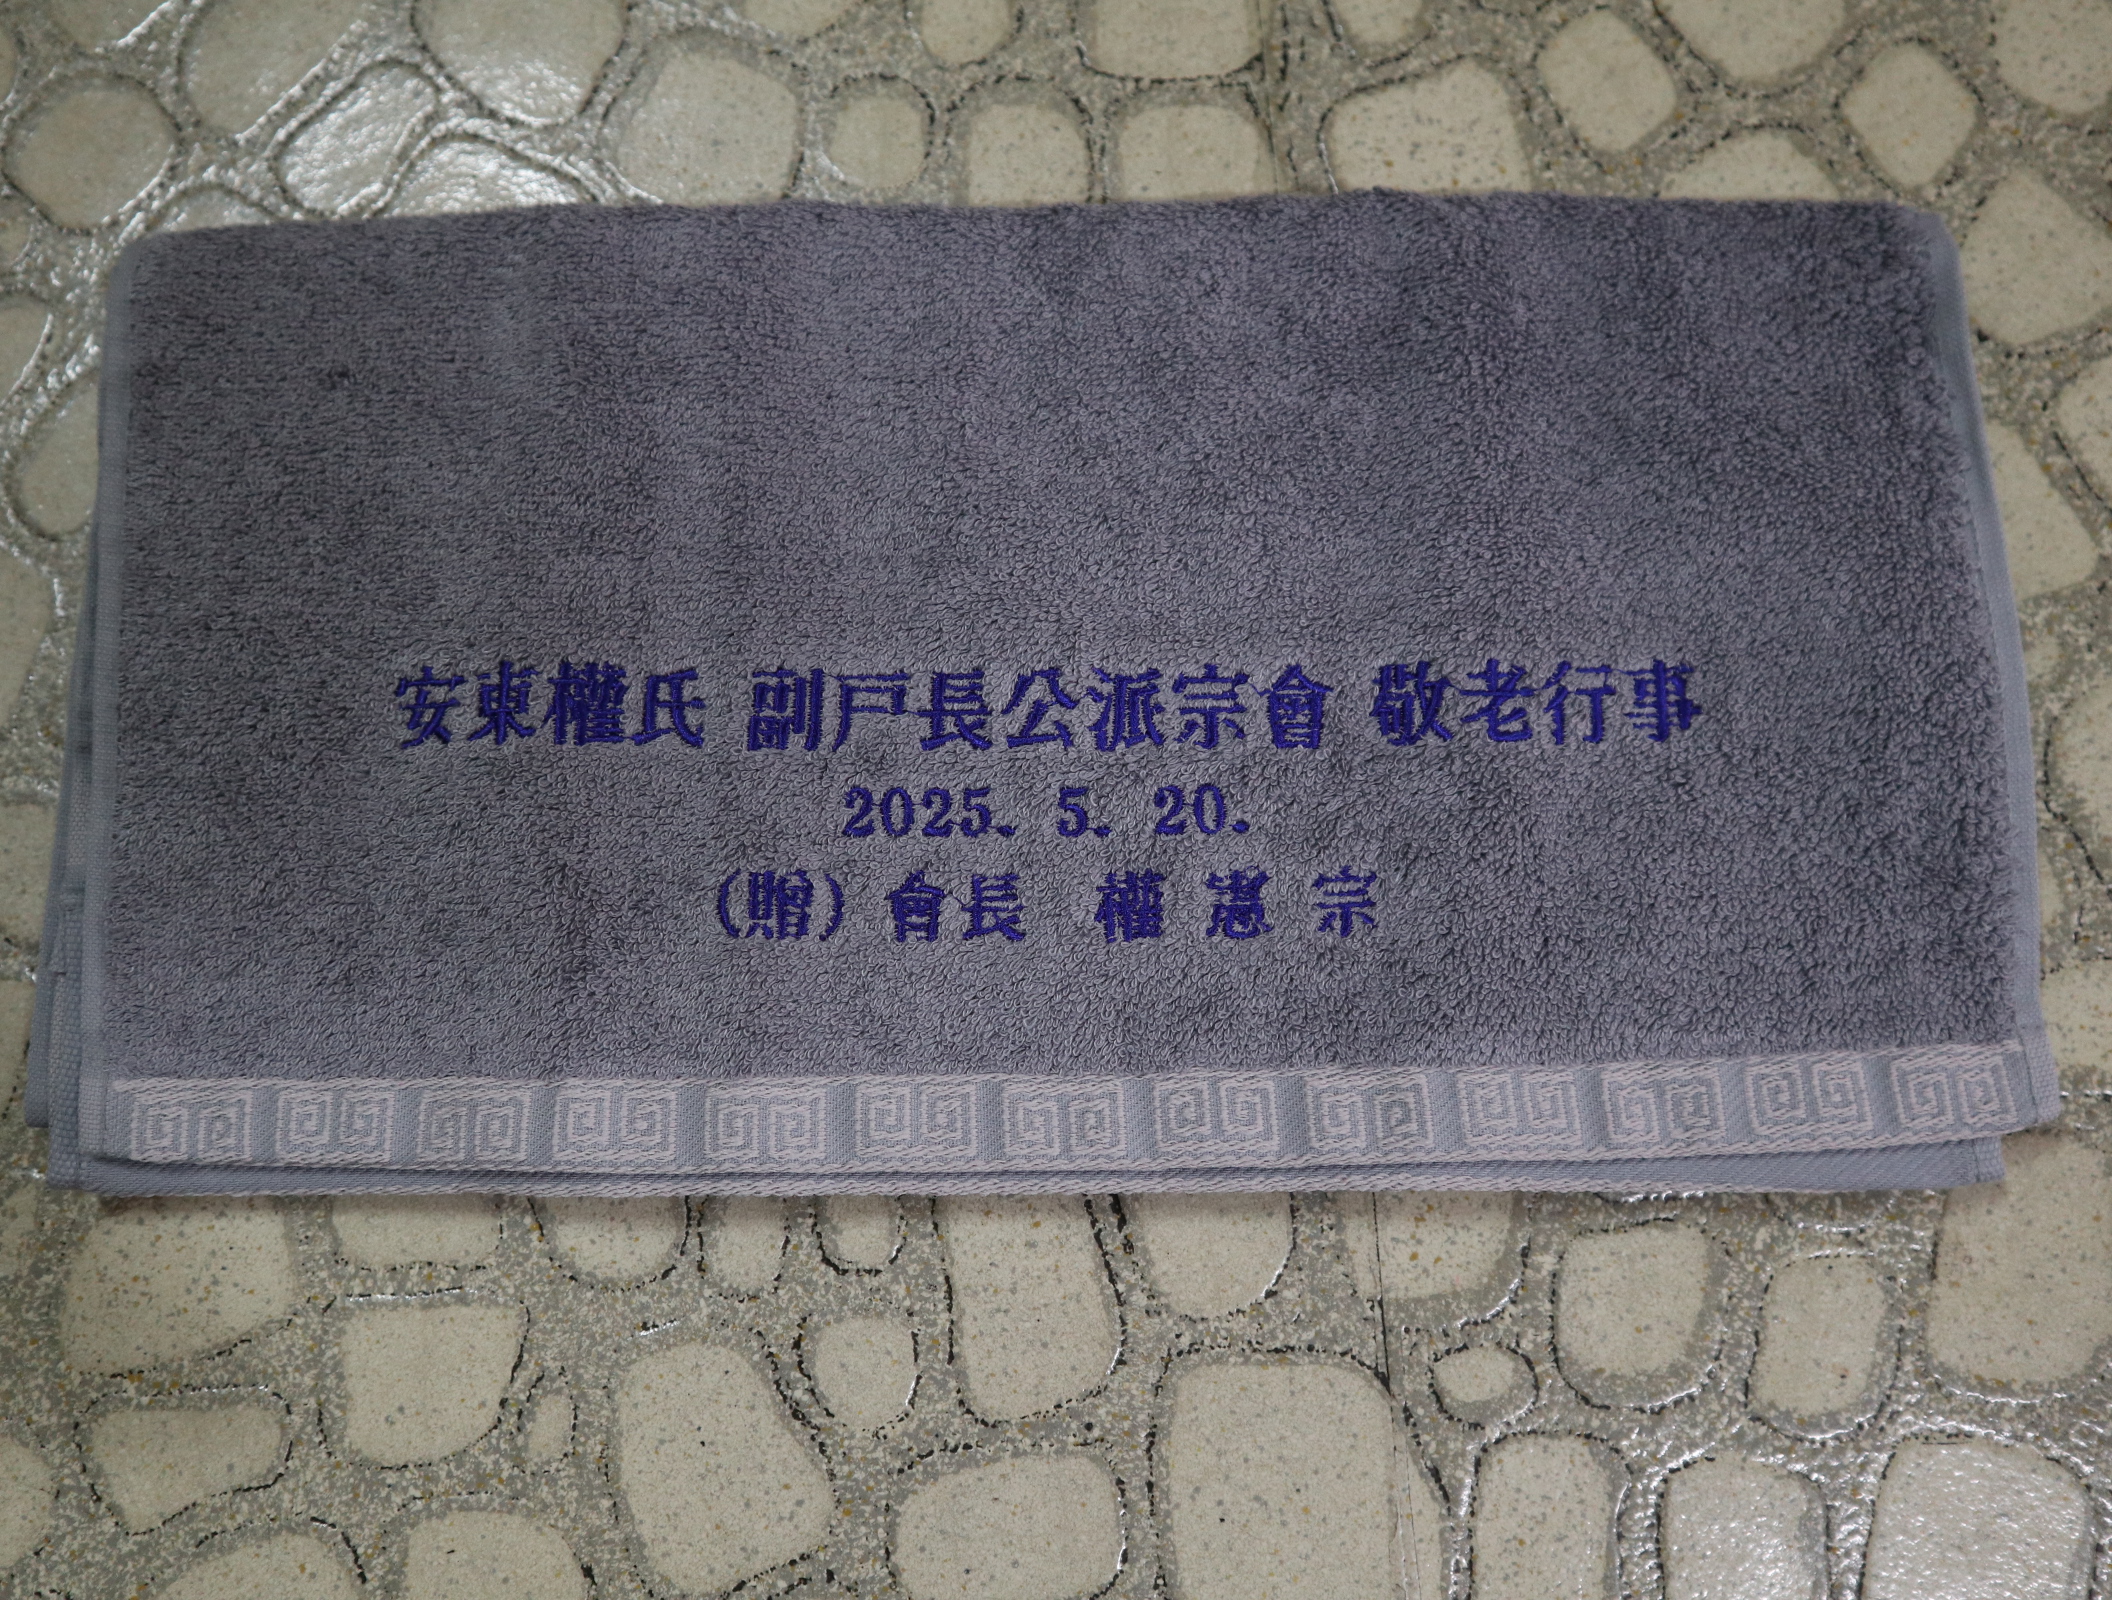 安東權氏 副戸長公派宗會 敬老行事
2025. 5. 20.
(贈) 會長 權 憲 宗